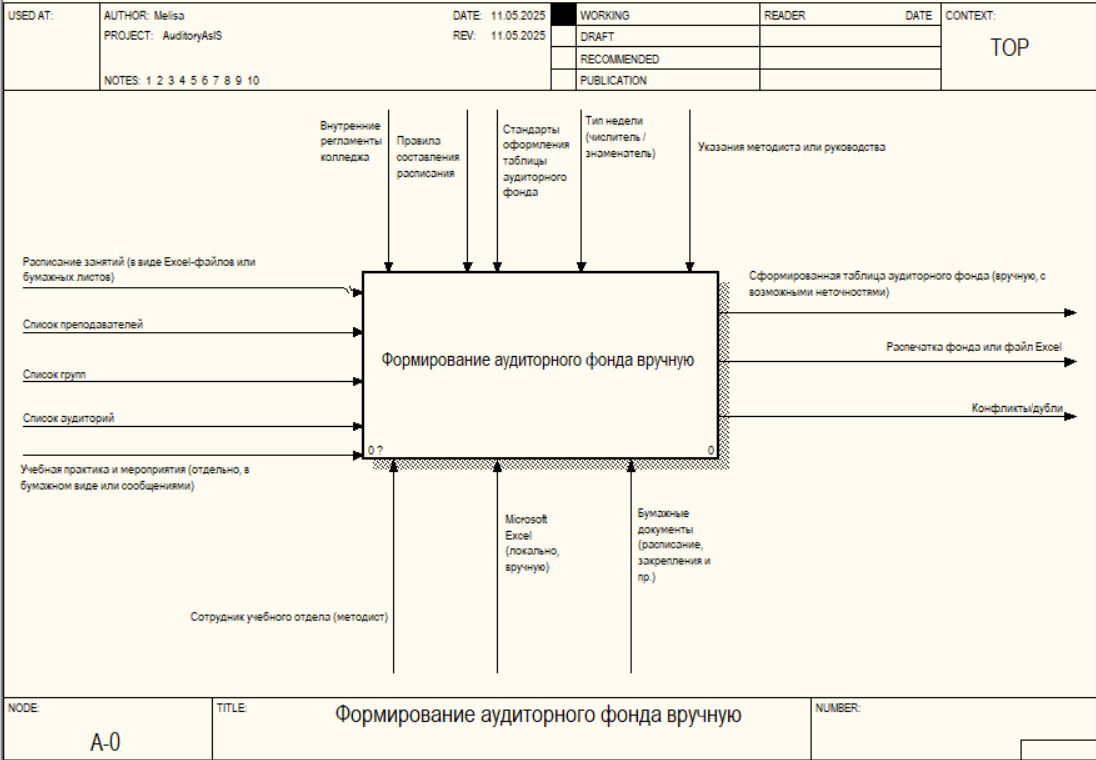 USED AT:
AUTHOR: Melisa
DATE: 11.05.2025
PROJECT: AuditoryAsIS
REV: 11.05.2025
NOTES: 1 2 3 4 5 6 7 8 9 10
WORKING
DRAFT
RECOMMENDED
PUBLICATION
READER
DATE
CONTEXT:
TOP
Внутренние
регламенты
колледжа
Правила
составления
расписания
Стандарты
оформления
таблицы
аудиторного
фонда
Тип недели
(числитель /
знаменатель)
Указания методиста или руководства
Расписание занятий (в виде Excel-файлов или
бумажных листов)
Список преподавателей
Список групп
Список аудиторий
Учебная практика и мероприятия (отдельно, в
бумажном виде или сообщениями)
Формирование аудиторного фонда вручную
0 ?
0
Сформированная таблица аудиторного фонда (вручную, с
возможными неточностями)
Распечатка фонда или файл Excel
Конфликты/дубли
Сотрудник учебного отдела (методист)
Microsoft
Excel
(локально,
вручную)
Бумажные
документы
(расписание,
закрепления и
пр.)
NODE:
A-0
TITLE:
Формирование аудиторного фонда вручную
NUMBER: